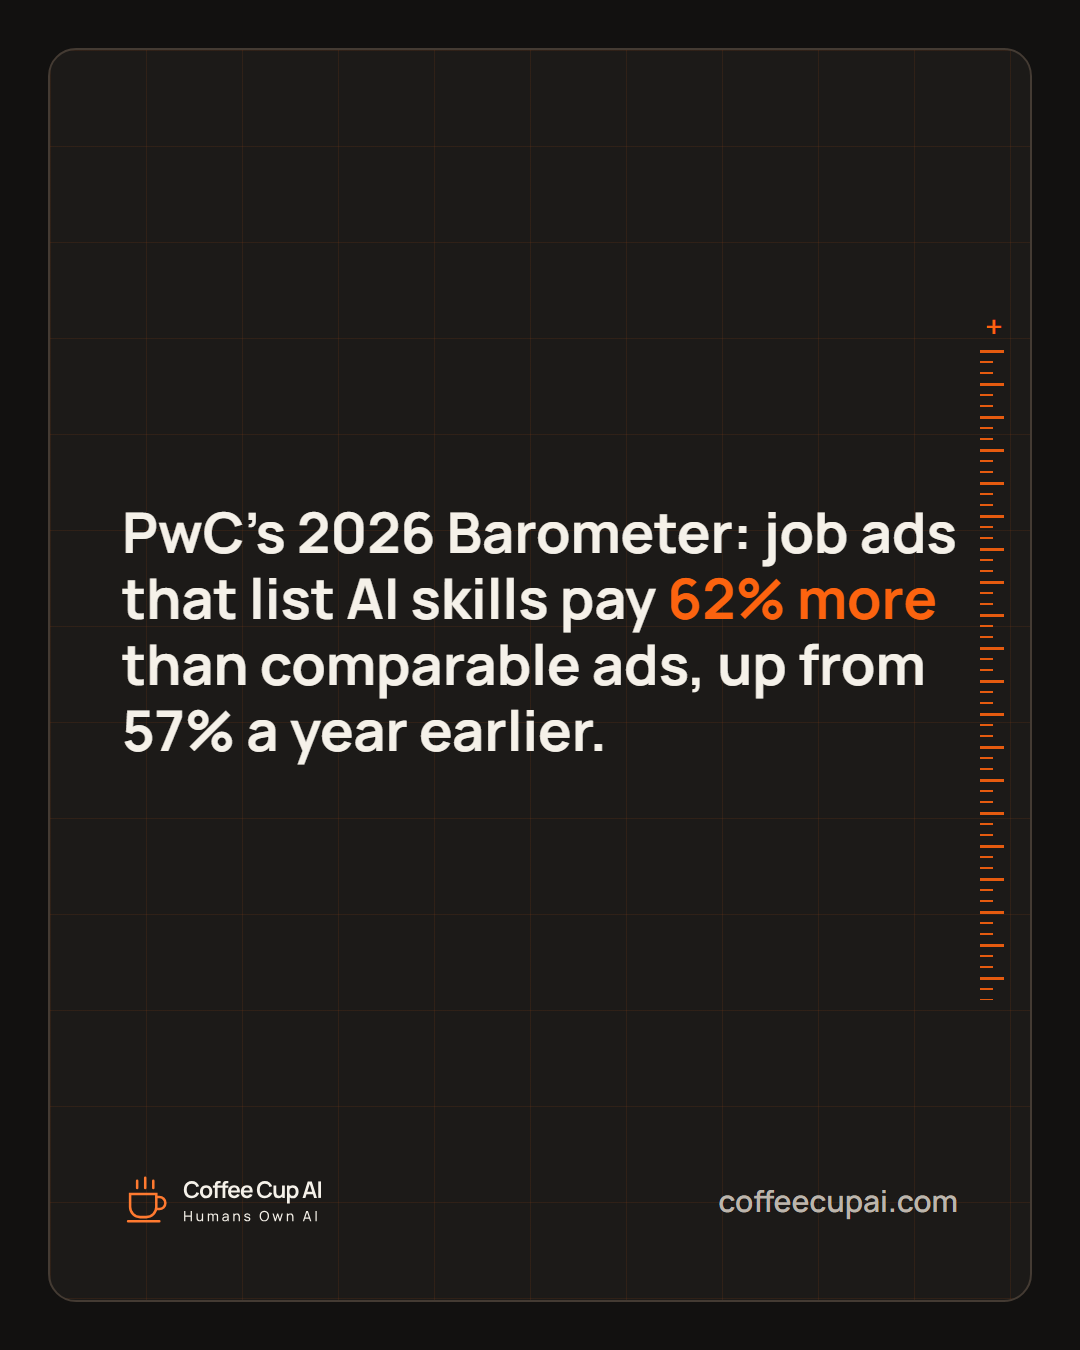 +
PwC’s 2026 Barometer: job ads
that list AI skills pay 62% more
than comparable ads, up from
57% a year earlier.
Coffee Cup AI
Humans Own AI
coffeecupai.com